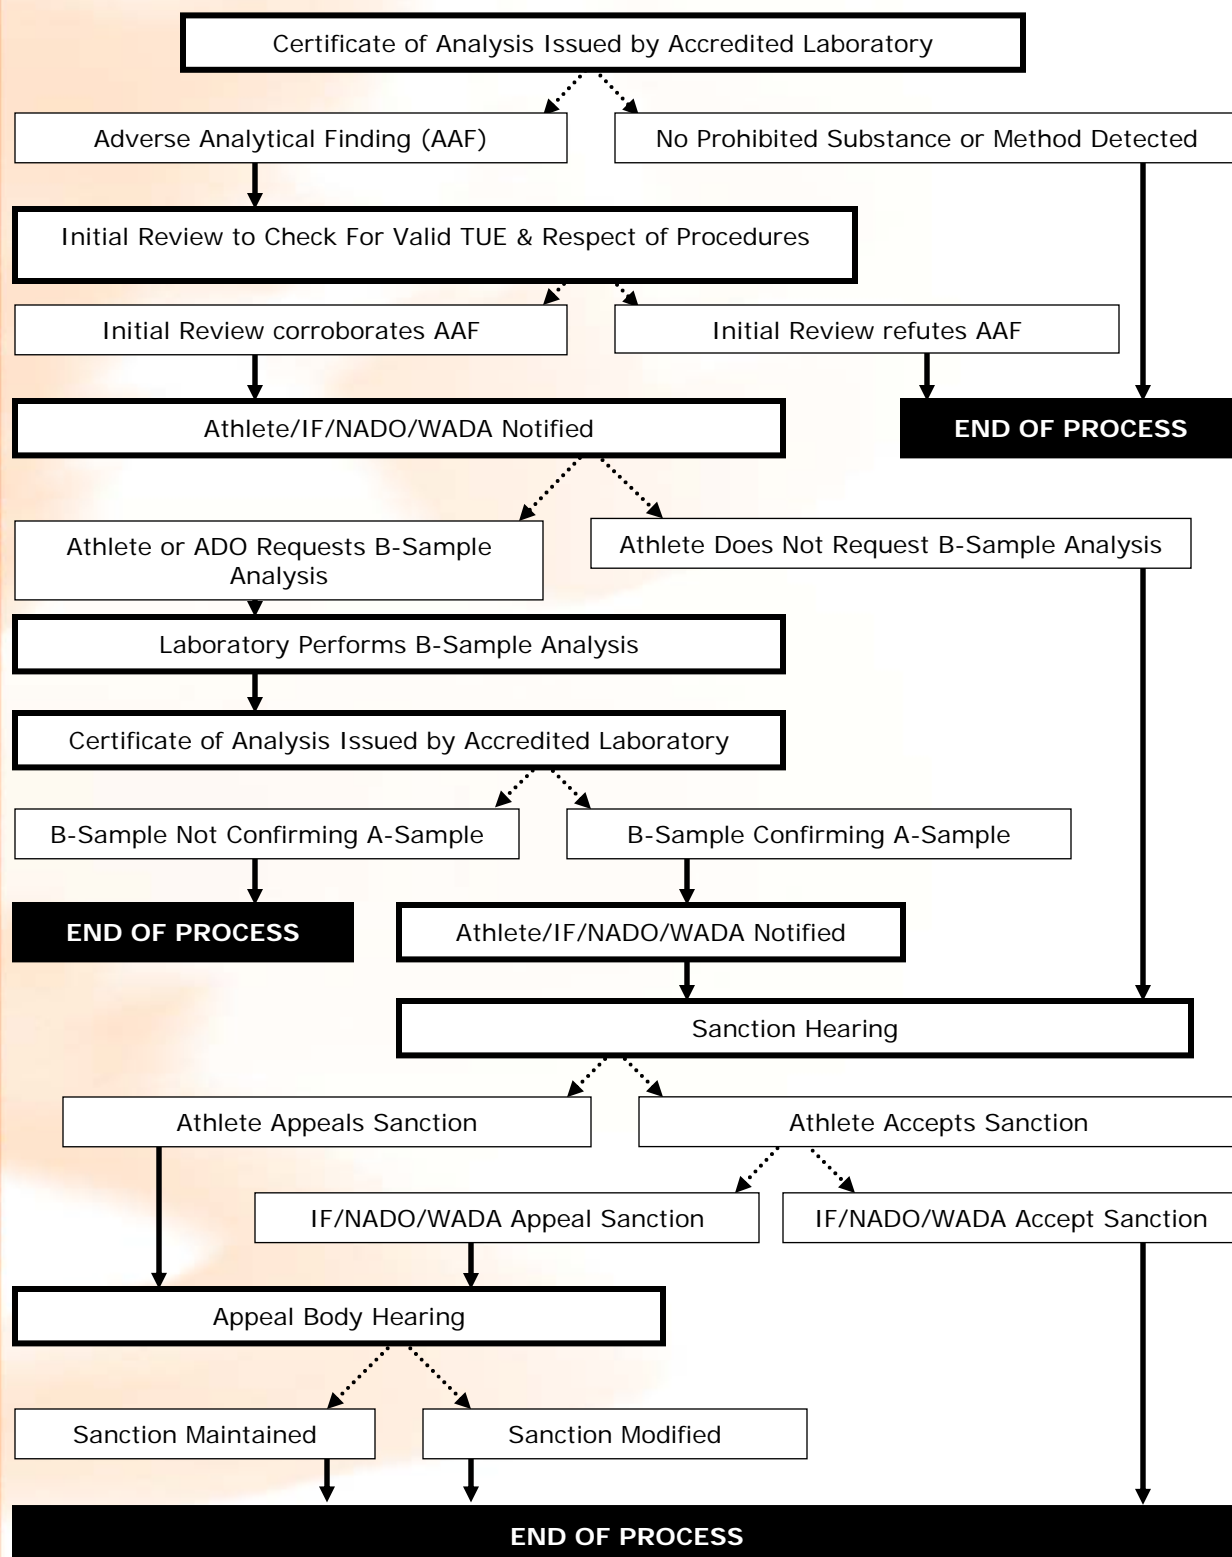 Certificate of Analysis Issued by Accredited Laboratory
Adverse Analytical Finding (AAF)
No Prohibited Substance or Method Detected
Initial Review to Check For Valid TUE & Respect of Procedures
Initial Review corroborates AAF
Initial Review refutes AAF
Athlete/IF/NADO/WADA Notified
END OF PROCESS
Athlete or ADO Requests B-Sample
Analysis
Athlete Does Not Request B-Sample Analysis
Laboratory Performs B-Sample Analysis
Certificate of Analysis Issued by Accredited Laboratory
B-Sample Not Confirming A-Sample
B-Sample Confirming A-Sample
END OF PROCESS
Athlete/IF/NADO/WADA Notified
Sanction Hearing
Athlete Appeals Sanction
Athlete Accepts Sanction
IF/NADO/WADA Appeal Sanction
IF/NADO/WADA Accept Sanction
Appeal Body Hearing
Sanction Maintained
Sanction Modified
END OF PROCESS